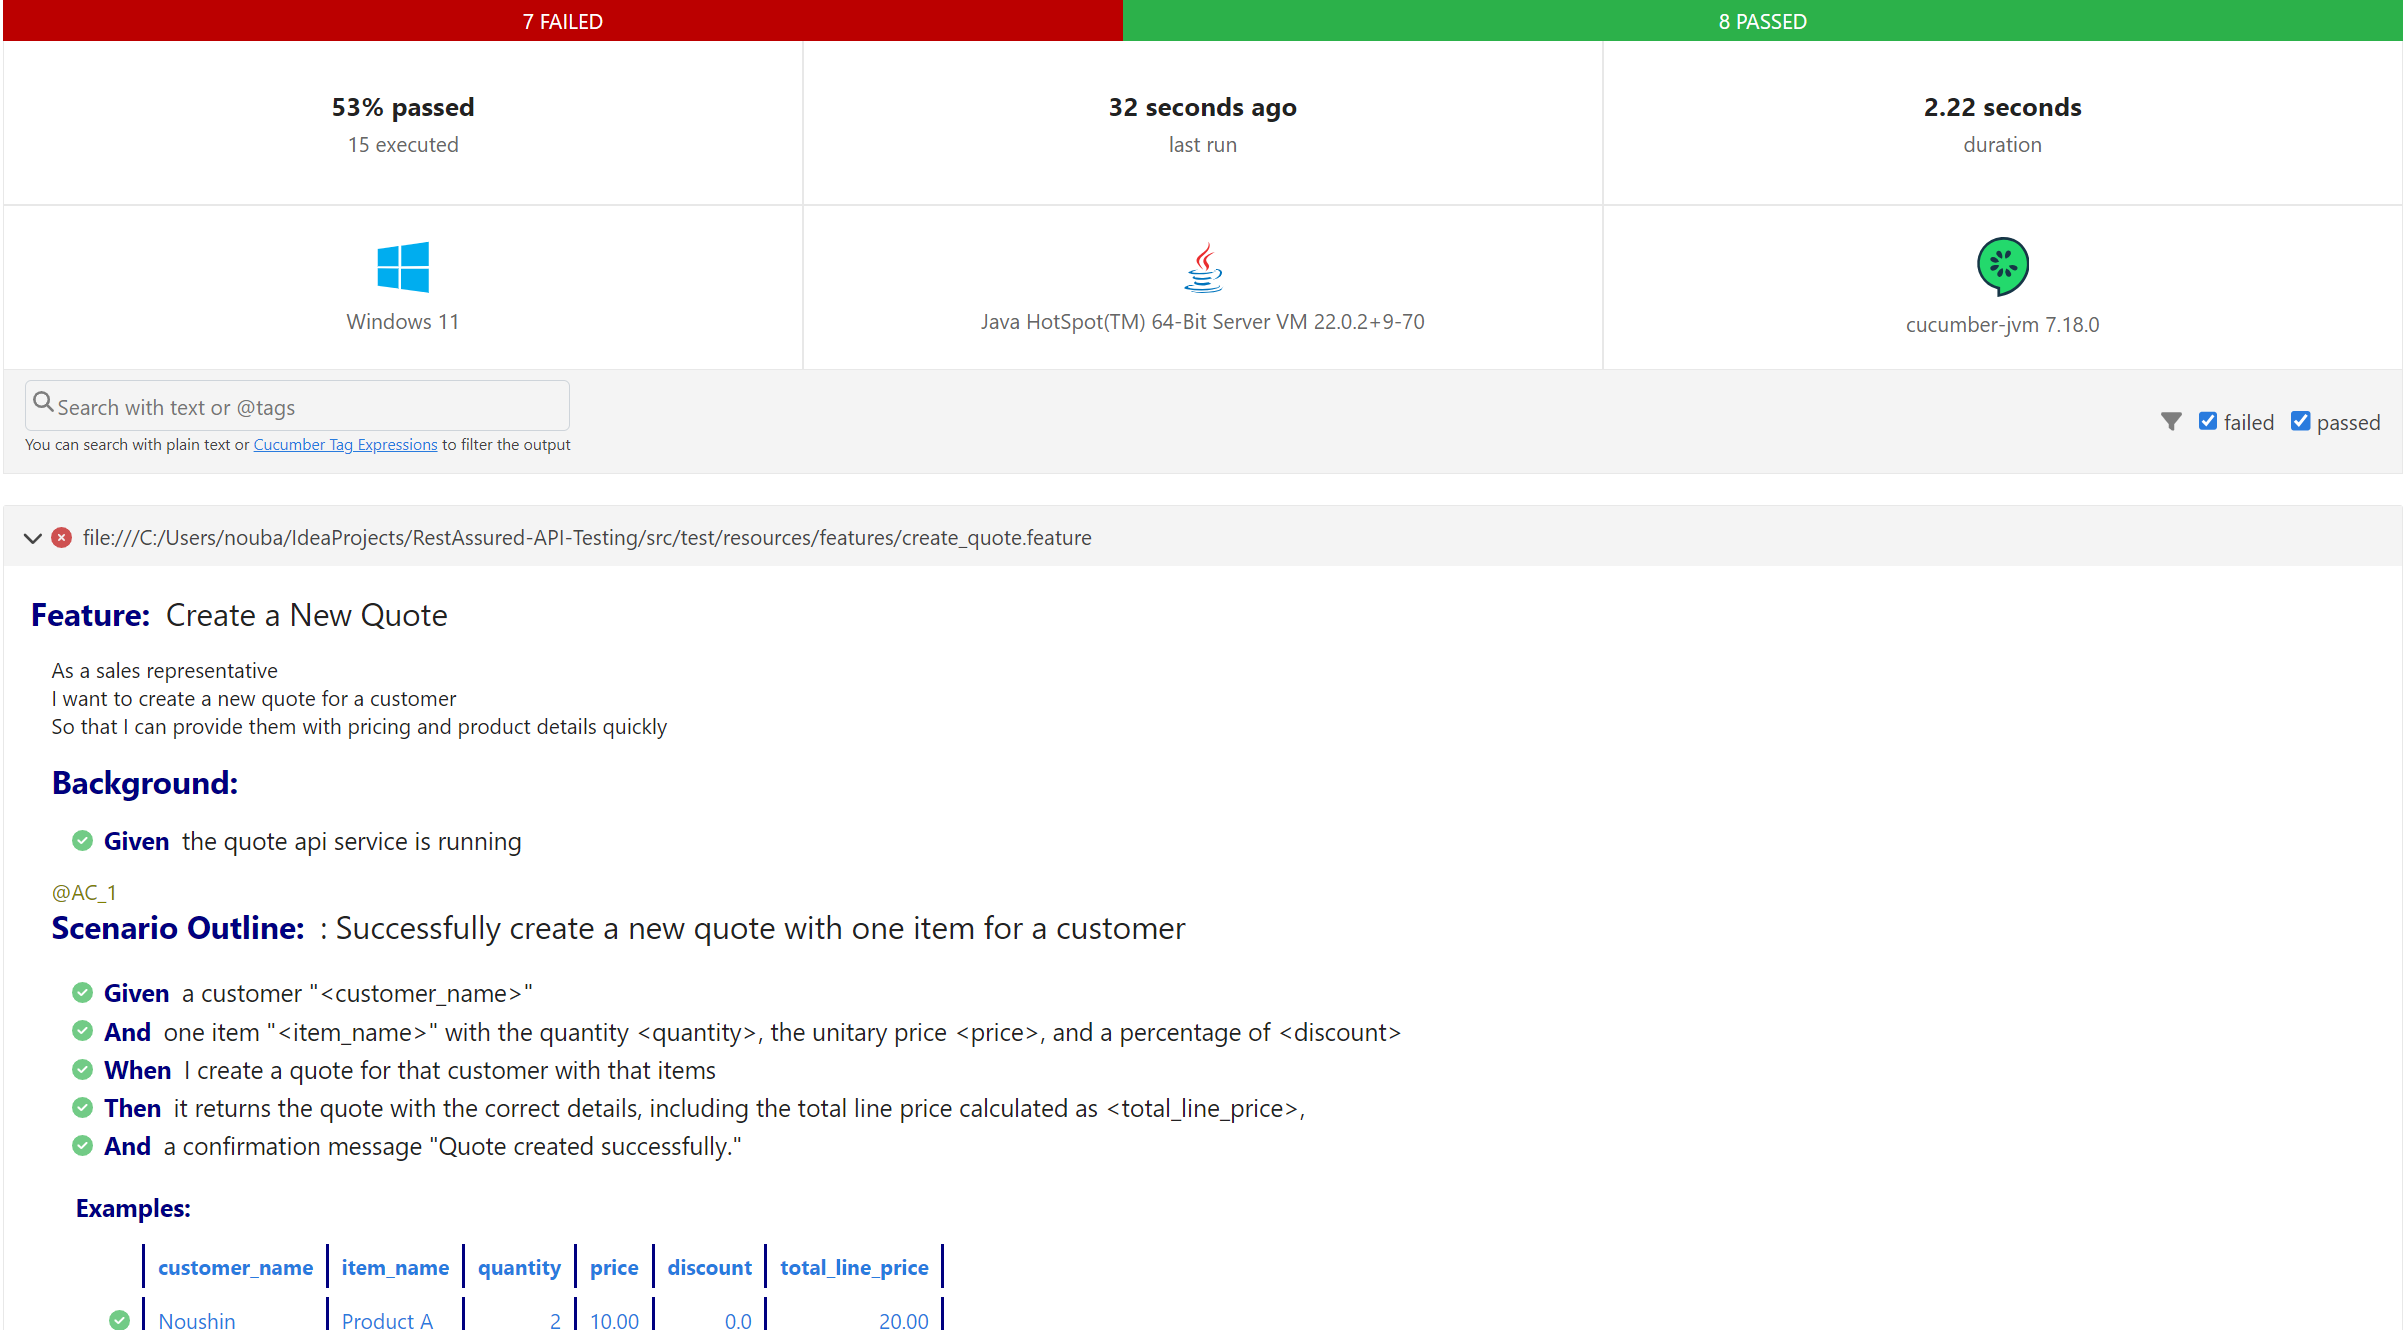 7 FAILED 8 PASSED
53% passed 32 seconds ago 2.22 seconds
15 executed last run duration
Windows 11 Java HotSpot(TM) 64-Bit Server VM 22.0.2+9-70 cucumber-jvm 7.18.0
Search with text or @tags
failed passed
You can search with plain text or Cucumber Tag Expressions to filter the output
file:///C:/Users/nouba/IdeaProjects/RestAssured-API-Testing/src/test/resources/features/create_quote.feature
Feature: Create a New Quote
As a sales representative
I want to create a new quote for a customer
So that I can provide them with pricing and product details quickly
Background:
Given the quote api service is running
@AC_1
Scenario Outline: : Successfully create a new quote with one item for a customer
Given a customer "<customer_name>"
And one item "<item_name>" with the quantity <quantity>, the unitary price <price>, and a percentage of <discount>
When I create a quote for that customer with that items
Then it returns the quote with the correct details, including the total line price calculated as <total_line_price>,
And a confirmation message "Quote created successfully."
Examples:
customer_name item_name quantity price discount total_line_price
Noushin Product A 2 10.00 0.0 20.00